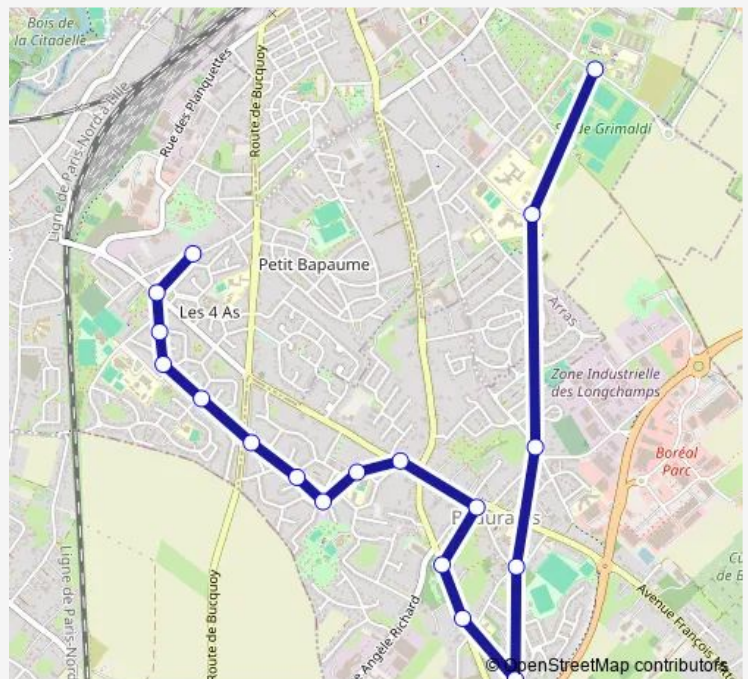 Bois de
la Citadelle
Rue des Planquettes
Route de Bucquoy
Ligne de Paris-Nord à Lille
Grimaldi
Petit Bapaume
Les 4 As
Arras
Zone Industrielle
des Longchamps
Boréal
Parc
Route de Bucquoy
Ligne de Paris-Nord
Angèle Richard
Avenue François
© OpenStreetMap contributors